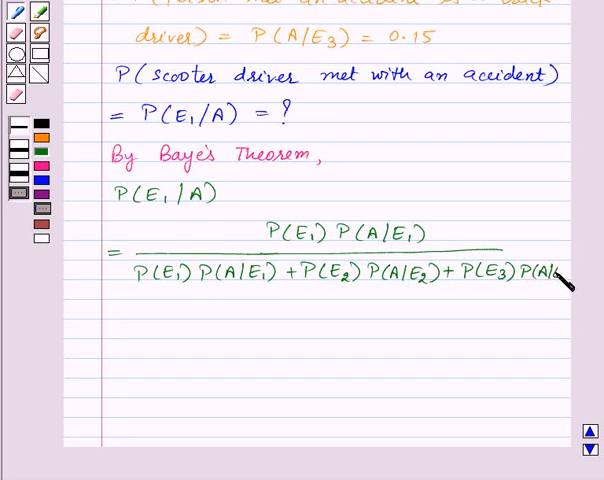 driver) = P(A/E₃) = 0.15
P(scooter driver met with an accident)
= P(E₁/A) = ?
By Baye's Theorem,
P(E₁/A)
= P(E₁) P(A/E₁)
P(E₁) P(A/E₁) + P(E₂) P(A/E₂) + P(E₃) P(A/